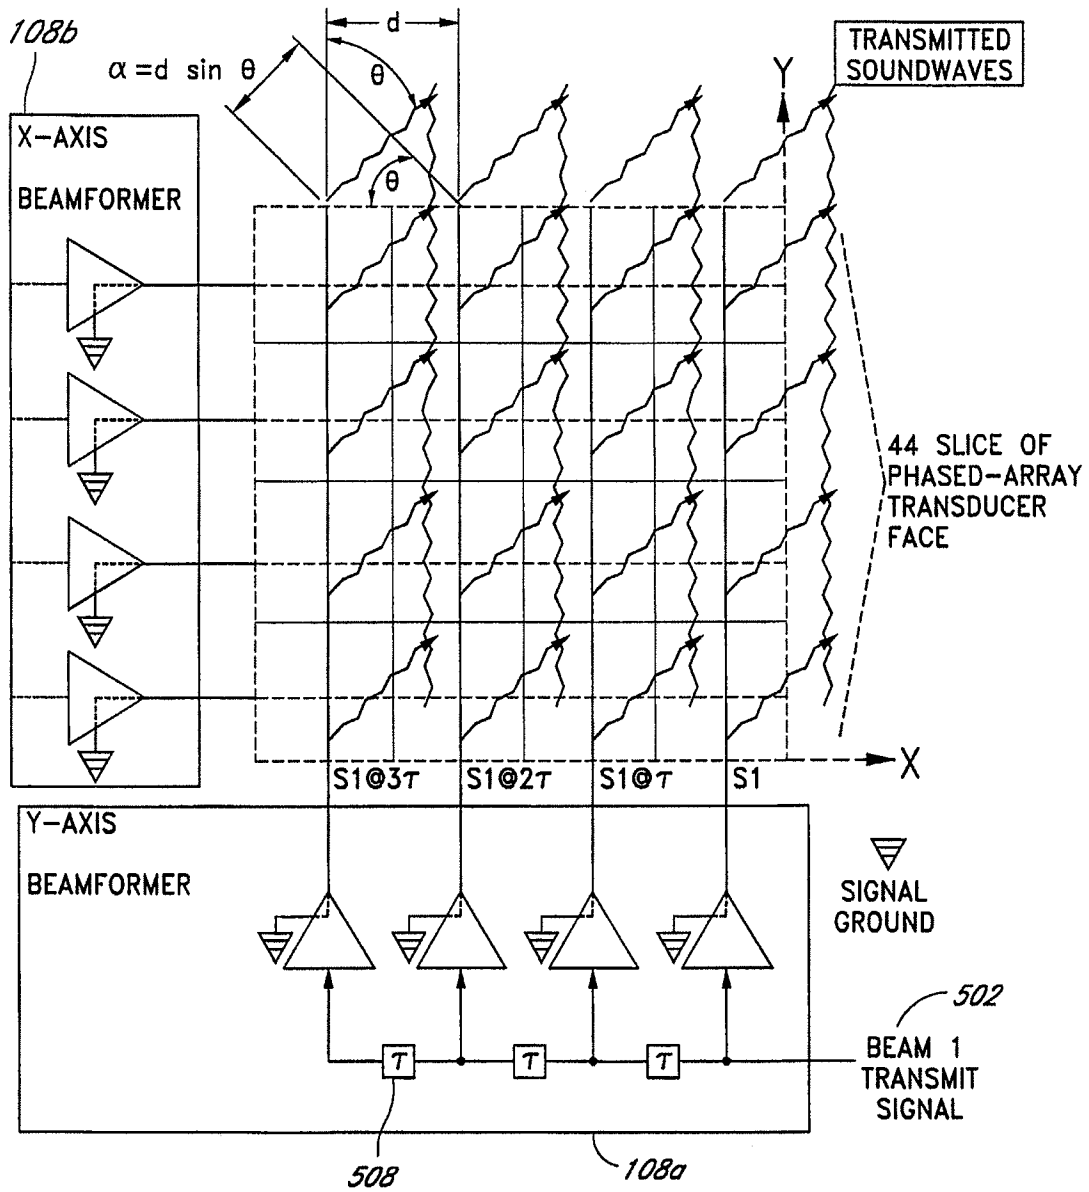 108b
d
α=d sin θ
θ
θ
Y
TRANSMITTED
SOUNDWAVES
X-AXIS
BEAMFORMER
44 SLICE OF
PHASED-ARRAY
TRANSDUCER
FACE
X
S1@3τ S1@2τ S1@τ S1
Y-AXIS
BEAMFORMER
SIGNAL
GROUND
502
BEAM 1
TRANSMIT
SIGNAL
τ τ τ
508
108a